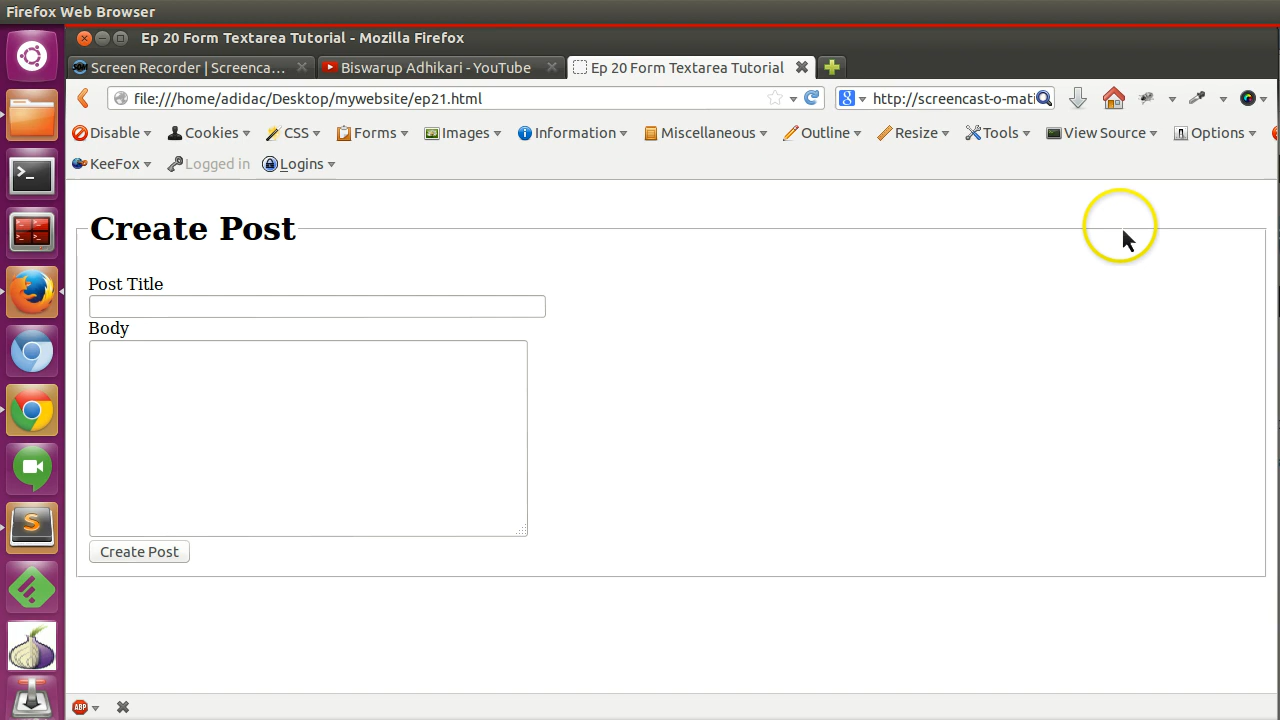 Firefox Web Browser
Ep 20 Form Textarea Tutorial - Mozilla Firefox
Screen Recorder | Screenca... Biswarup Adhikari - YouTube Ep 20 Form Textarea Tutorial
file:///home/adidac/Desktop/mywebsite/ep21.html http://screencast-o-mati
Disable Cookies CSS Forms Images Information Miscellaneous Outline Resize Tools View Source Options
KeeFox Logged in Logins
Create Post
Post Title
Body
Create Post
ABP